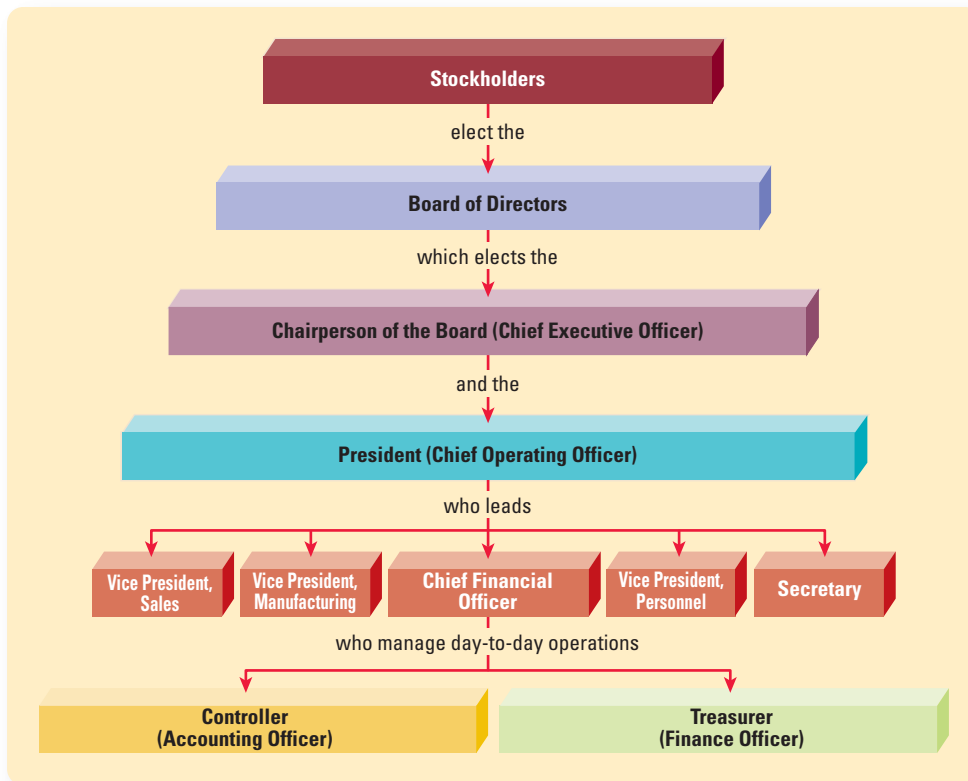 Stockholders
elect the
Board of Directors
which elects the
Chairperson of the Board (Chief Executive Officer)
and the
President (Chief Operating Officer)
who leads
Vice President,
Sales
Vice President,
Manufacturing
Chief Financial
Officer
Vice President,
Personnel
Secretary
who manage day-to-day operations
Controller
(Accounting Officer)
Treasurer
(Finance Officer)